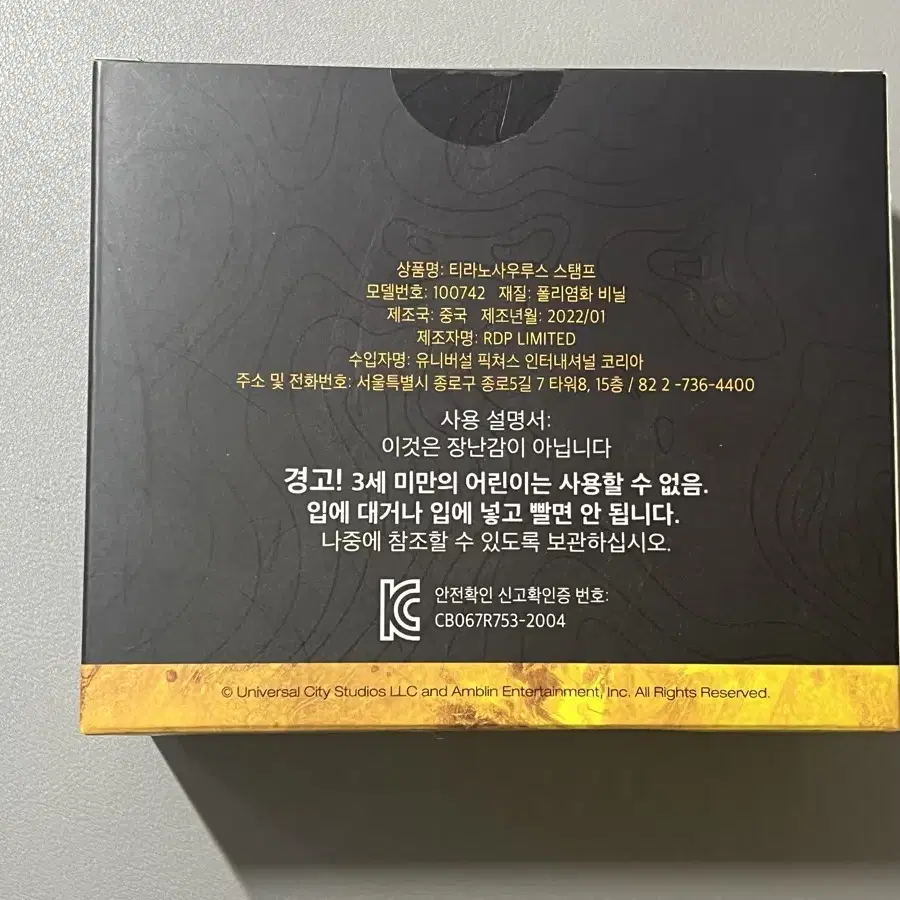 상품명: 티라노사우루스 스탬프
모델번호: 100742 재질: 폴리염화 비닐
제조국: 중국 제조년월: 2022/01
제조자명: RDP LIMITED
수입자명: 유니버설 픽쳐스 인터내셔널 코리아
주소 및 전화번호: 서울특별시 종로구 종로5길 7 타워8, 15층 / 82 2 -736-4400
사용 설명서:
이것은 장난감이 아닙니다
경고! 3세 미만의 어린이는 사용할 수 없음.
입에 대거나 입에 넣고 빨면 안 됩니다.
나중에 참조할 수 있도록 보관하십시오.
안전확인 신고확인증 번호:
CB067R753-2004
© Universal City Studios LLC and Amblin Entertainment, Inc. All Rights Reserved.